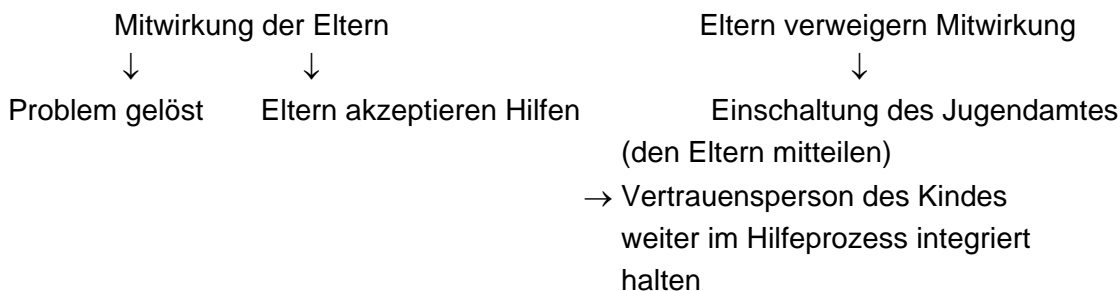 Mitwirkung der Eltern Eltern verweigern Mitwirkung
↓ ↓ ↓
Problem gelöst Eltern akzeptieren Hilfen Einschaltung des Jugendamtes
(den Eltern mitteilen)
→ Vertrauensperson des Kindes
weiter im Hilfeprozess integriert
halten